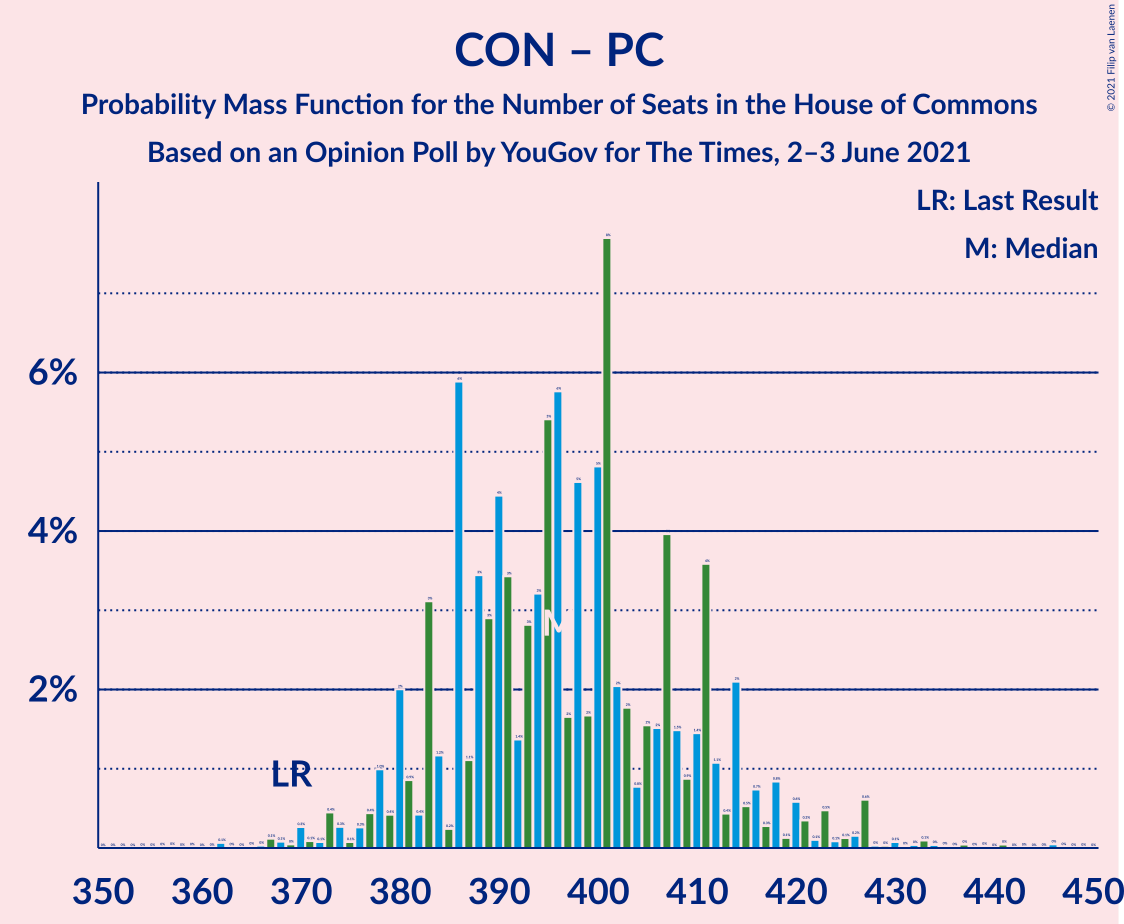 CON – PC
Probability Mass Function for the Number of Seats in the House of Commons
Based on an Opinion Poll by YouGov for The Times, 2–3 June 2021
© 2021 Filip van Laenen
LR: Last Result
M: Median
6%
4%
2%
LR
M
350 360 370 380 390 400 410 420 430 440 450